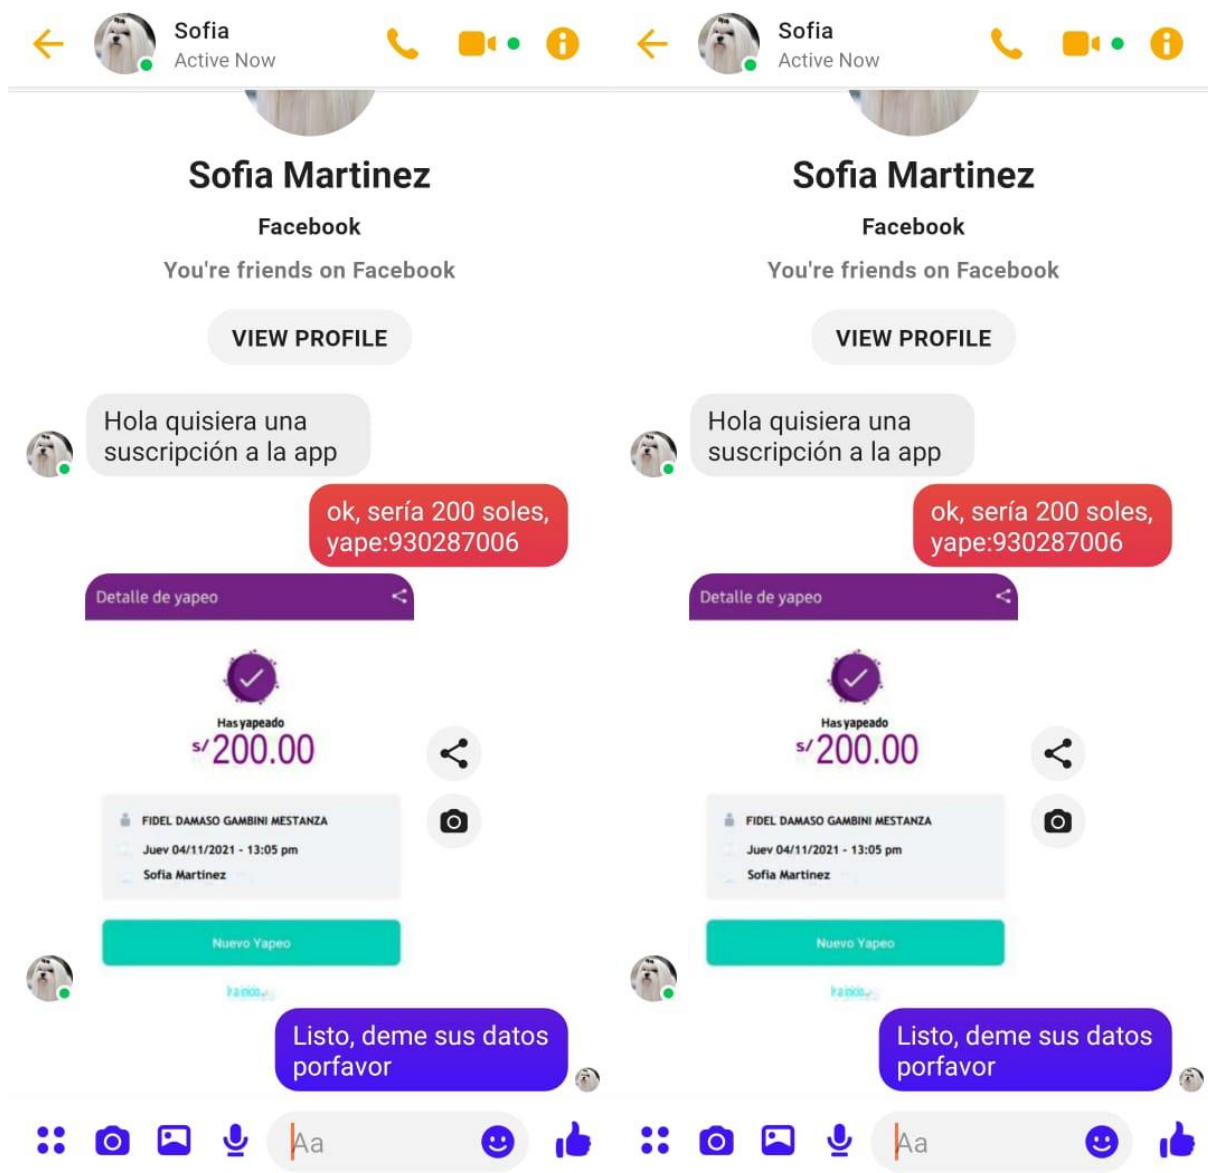 Sofia
Active Now
Sofia Martinez
Facebook
You're friends on Facebook
VIEW PROFILE
Hola quisiera una
suscripción a la app
ok, sería 200 soles,
yape:930287006
Detalle de yapeo
Has yapeado
s/ 200.00
FIDEL DAMASO GAMBINI MESTANZA
Juev 04/11/2021 - 13:05 pm
Sofia Martinez
Nuevo Yapeo
Listo, deme sus datos
porfavor
Aa
Sofia
Active Now
Sofia Martinez
Facebook
You're friends on Facebook
VIEW PROFILE
Hola quisiera una
suscripción a la app
ok, sería 200 soles,
yape:930287006
Detalle de yapeo
Has yapeado
s/ 200.00
FIDEL DAMASO GAMBINI MESTANZA
Juev 04/11/2021 - 13:05 pm
Sofia Martinez
Nuevo Yapeo
Listo, deme sus datos
porfavor
Aa